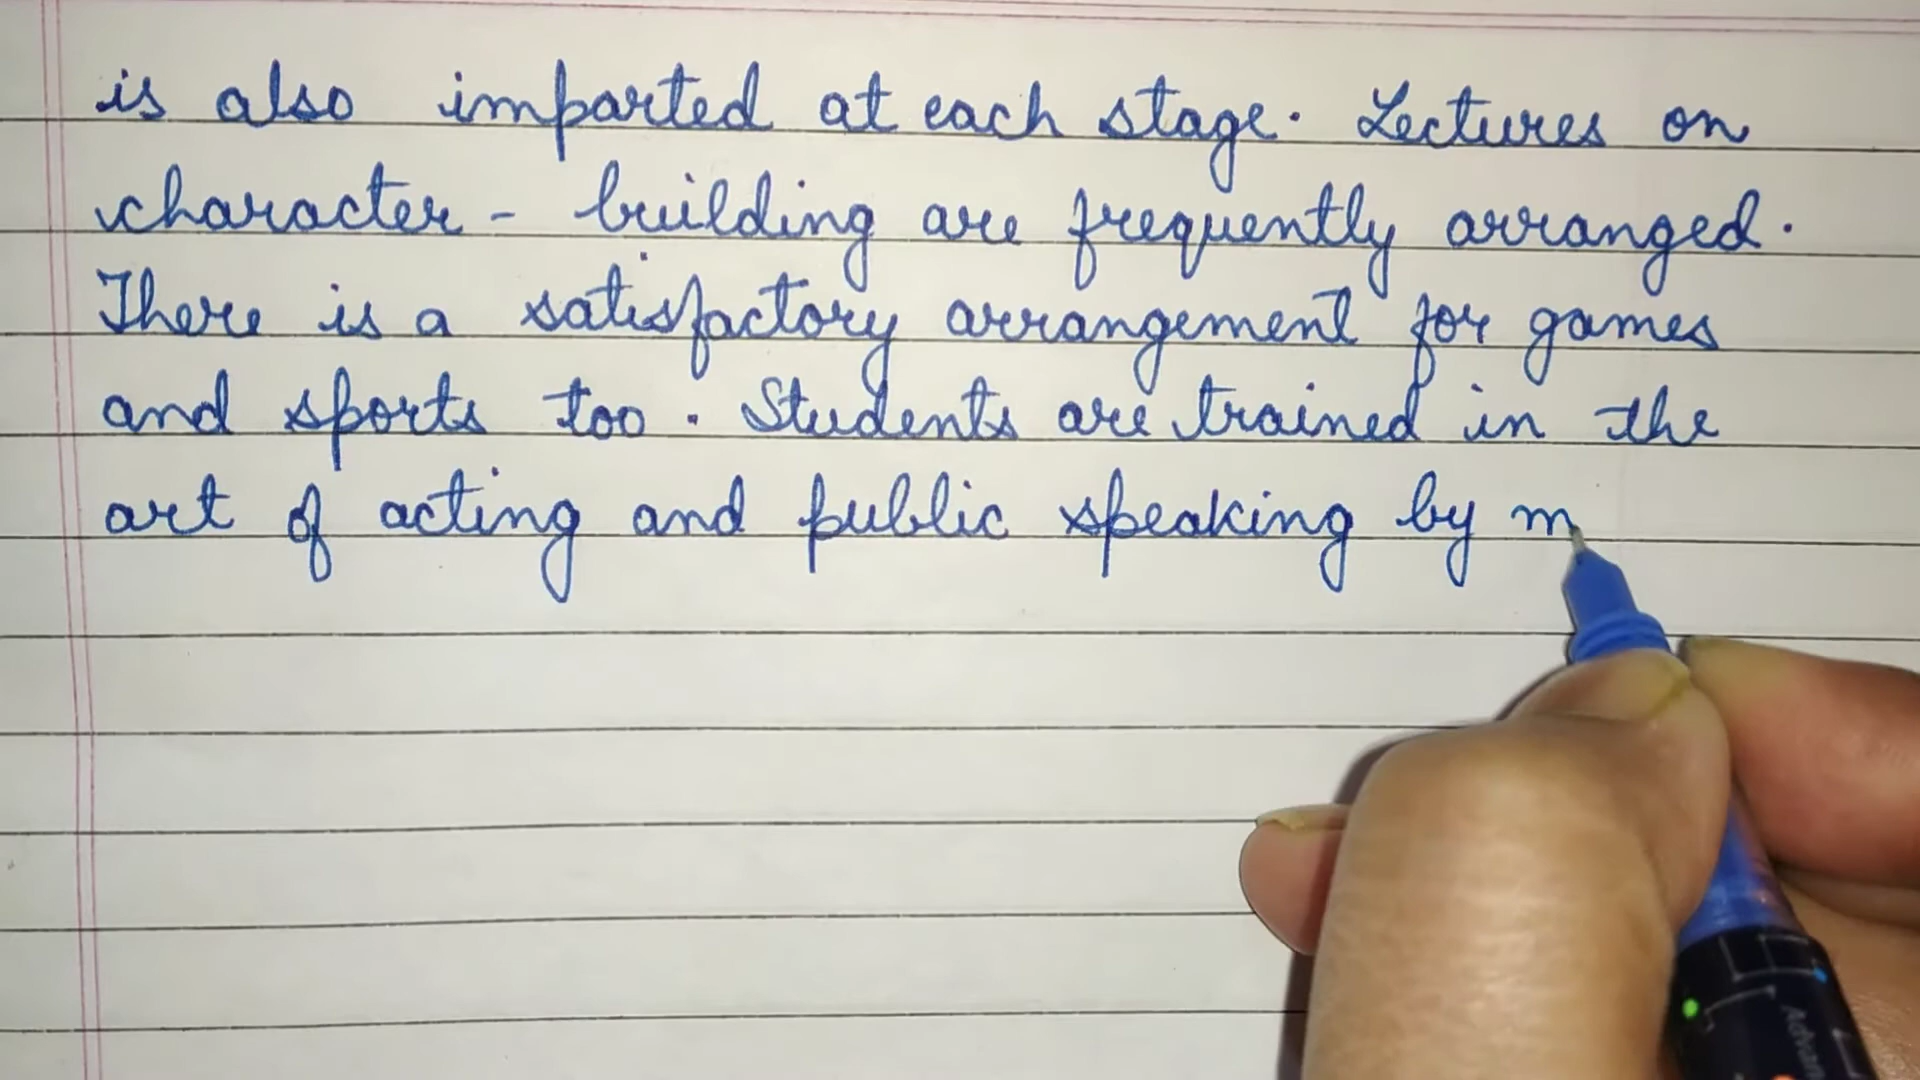 is also imparted at each stage. Lectures on
character - building are frequently arranged.
There is a satisfactory arrangement for games
and sports too. Students are trained in the
art of acting and public speaking by m
Advan